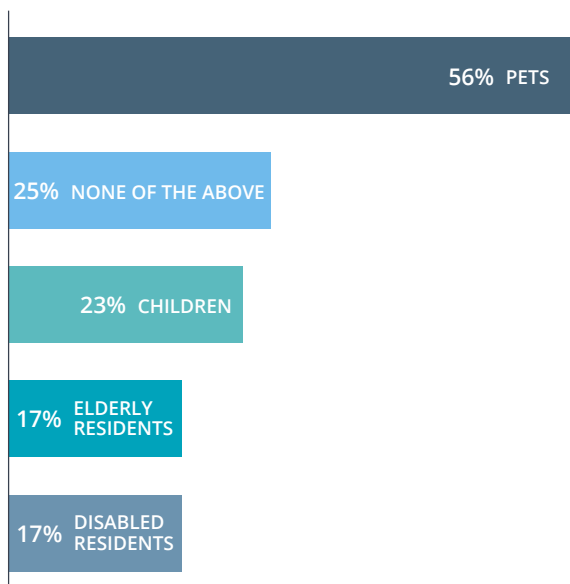 56% PETS
25% NONE OF THE ABOVE
23% CHILDREN
17% ELDERLY
RESIDENTS
17% DISABLED
RESIDENTS